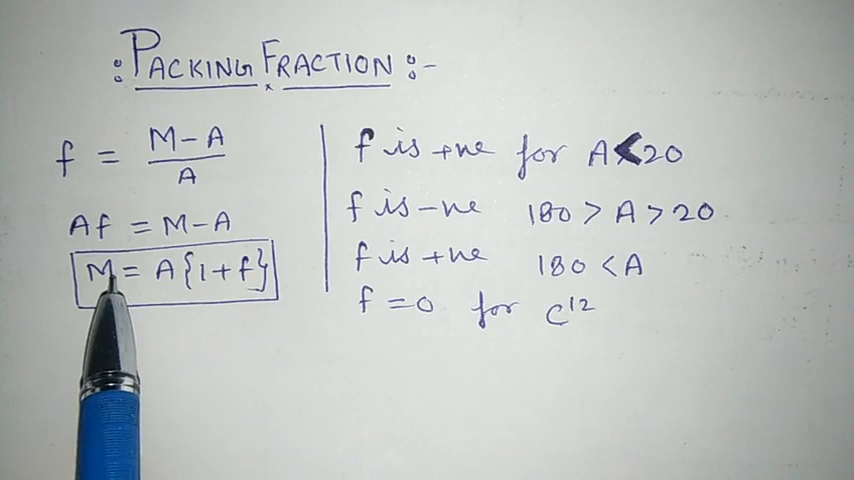 :PACKING FRACTION:-
f = M-A / A
Af = M-A
M = A{1+f}
f is +ve for A<20
f is -ve 180 > A > 20
f is +ve 180 < A
f = 0 for C¹²